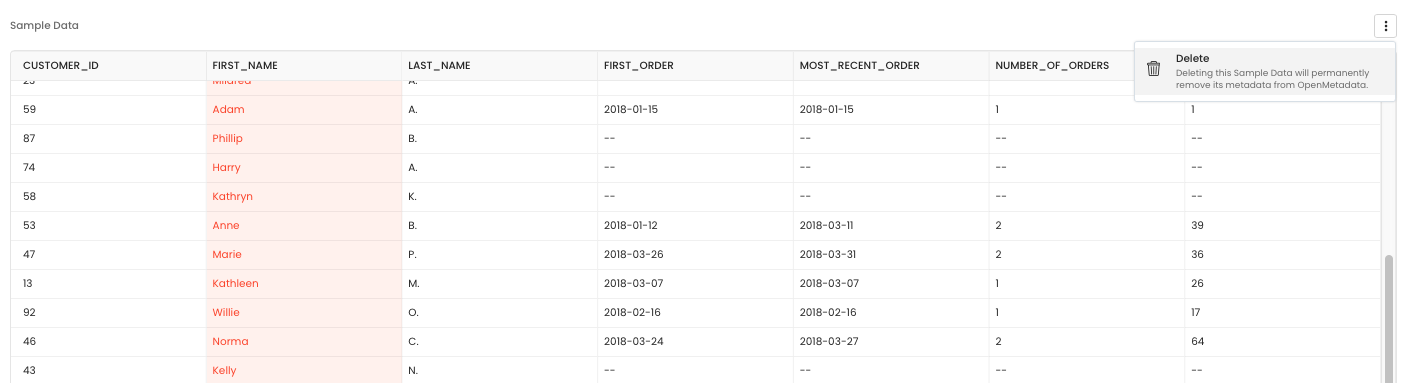 Sample Data
Delete
Deleting this Sample Data will permanently
remove its metadata from OpenMetadata.
CUSTOMER_ID FIRST_NAME LAST_NAME FIRST_ORDER MOST_RECENT_ORDER NUMBER_OF_ORDERS
Mildred A.
59 Adam A. 2018-01-15 2018-01-15 1 1
87 Phillip B. -- -- -- --
74 Harry A. -- -- -- --
58 Kathryn K. -- -- -- --
53 Anne B. 2018-01-12 2018-03-11 2 39
47 Marie P. 2018-03-26 2018-03-31 2 36
13 Kathleen M. 2018-03-07 2018-03-07 1 26
92 Willie O. 2018-02-16 2018-02-16 1 17
46 Norma C. 2018-03-24 2018-03-27 2 64
43 Kelly N. -- -- -- --